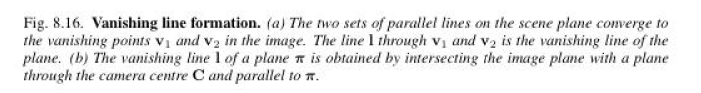 Fig. 8.16. Vanishing line formation. (a) The two sets of parallel lines on the scene plane converge to
the vanishing points v₁ and v₂ in the image. The line l through v₁ and v₂ is the vanishing line of the
plane. (b) The vanishing line l of a plane π is obtained by intersecting the image plane with a plane
through the camera centre C and parallel to π.